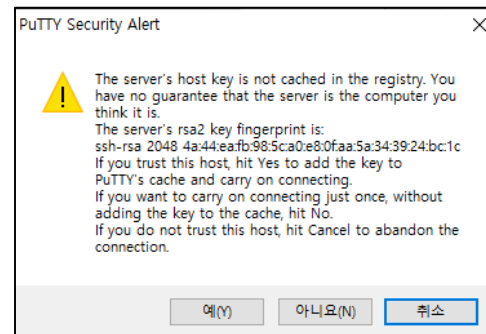 PuTTY Security Alert
The server's host key is not cached in the registry. You
have no guarantee that the server is the computer you
think it is.
The server's rsa2 key fingerprint is:
ssh-rsa 2048 4a:44:ea:fb:98:5c:a0:e8:0f:aa:5a:34:39:24:bc:1c
If you trust this host, hit Yes to add the key to
PuTTY's cache and carry on connecting.
If you want to carry on connecting just once, without
adding the key to the cache, hit No.
If you do not trust this host, hit Cancel to abandon the
connection.
예(Y) 아니요(N) 취소